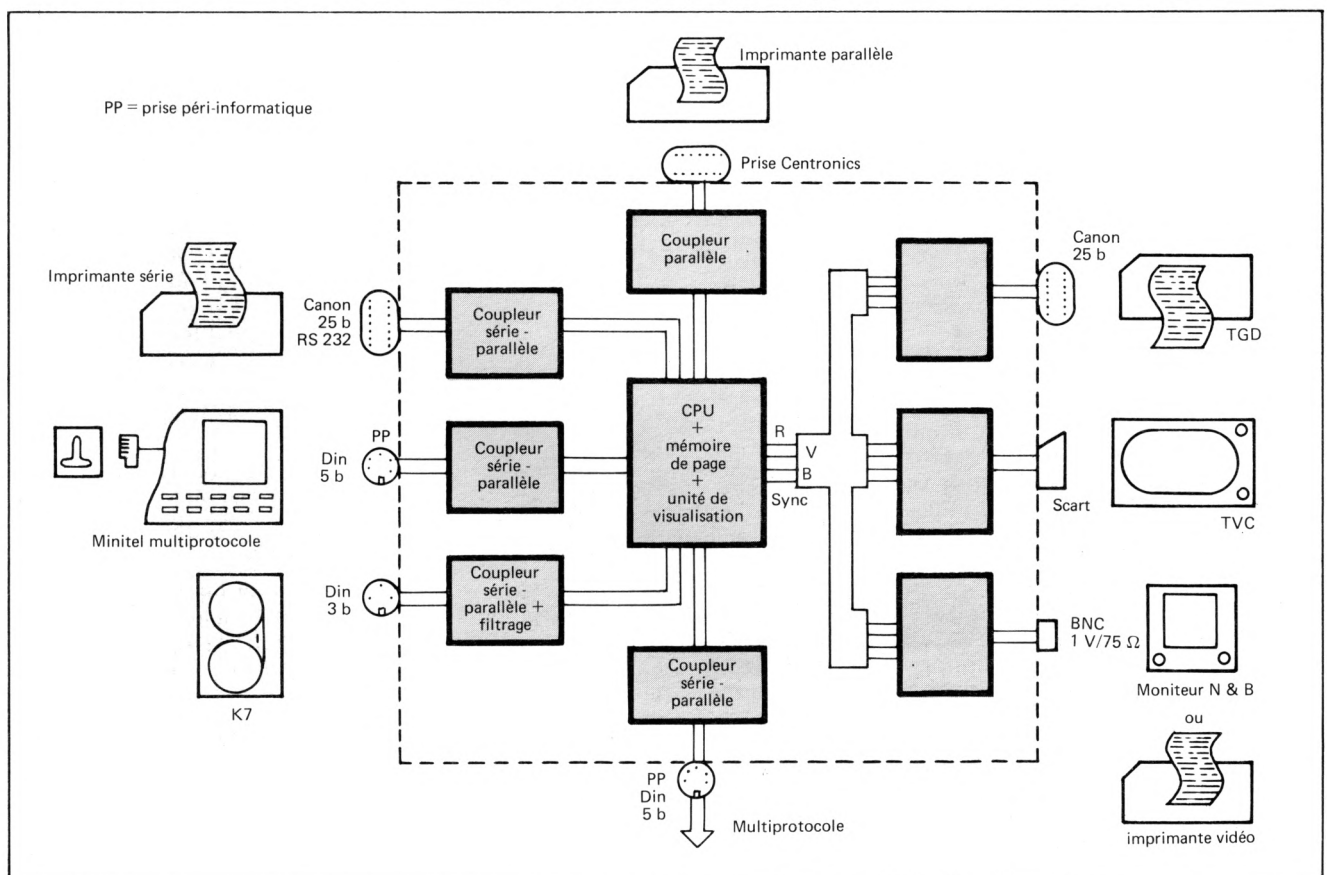 Imprimante parallèle
PP = prise péri-informatique
Prise Centronics
Coupleur
parallèle
Canon
25 b
TGD
Imprimante série
Canon
25 b
RS 232
Coupleur
série -
parallèle
CPU
+
mémoire
de page
+
unité de
visualisation
R
V
B
Sync
PP
Din
5 b
Coupleur
série -
parallèle
Minitel multiprotocole
Scart
TVC
Din
3 b
Coupleur
série -
parallèle +
filtrage
K7
BNC
1 V/75 Ω
Moniteur N & B
ou
imprimante vidéo
Coupleur
série -
parallèle
PP
Din
5 b
Multiprotocole